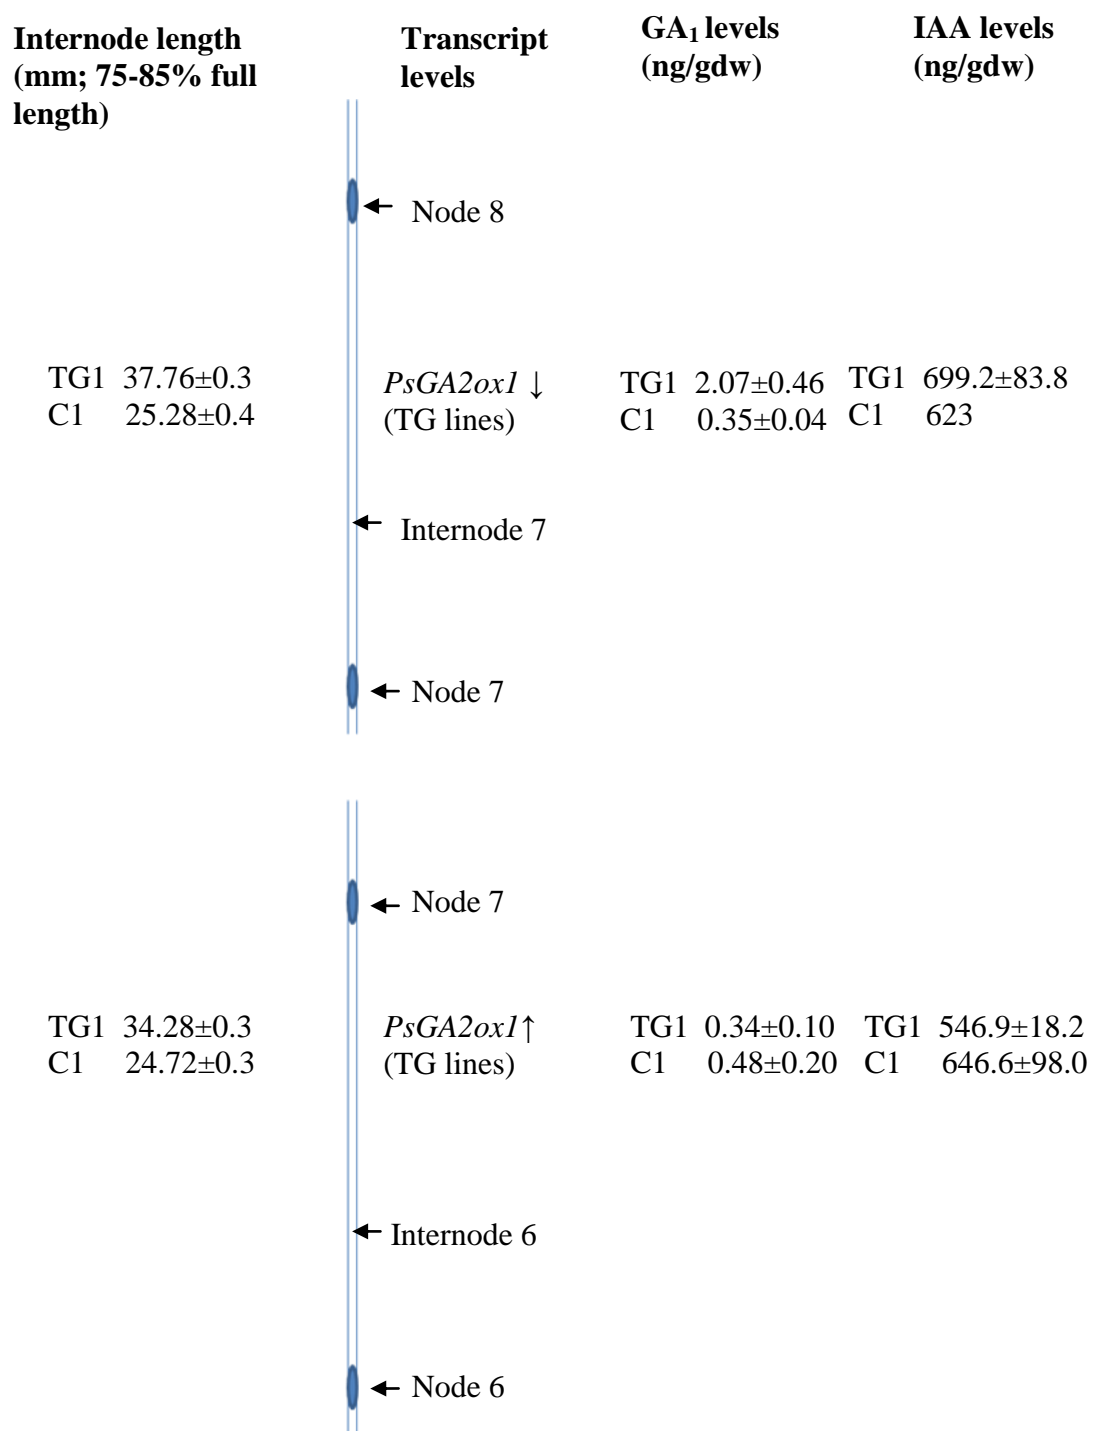 Internode length
(mm; 75-85% full
length)
Transcript
levels
GA₁ levels
(ng/gdw)
IAA levels
(ng/gdw)
Node 8
TG1 37.76±0.3
C1 25.28±0.4
PsGA2ox1 ↓
(TG lines)
TG1 2.07±0.46
C1 0.35±0.04
TG1 699.2±83.8
C1 623
Internode 7
Node 7
Node 7
TG1 34.28±0.3
C1 24.72±0.3
PsGA2ox1↑
(TG lines)
TG1 0.34±0.10
C1 0.48±0.20
TG1 546.9±18.2
C1 646.6±98.0
Internode 6
Node 6